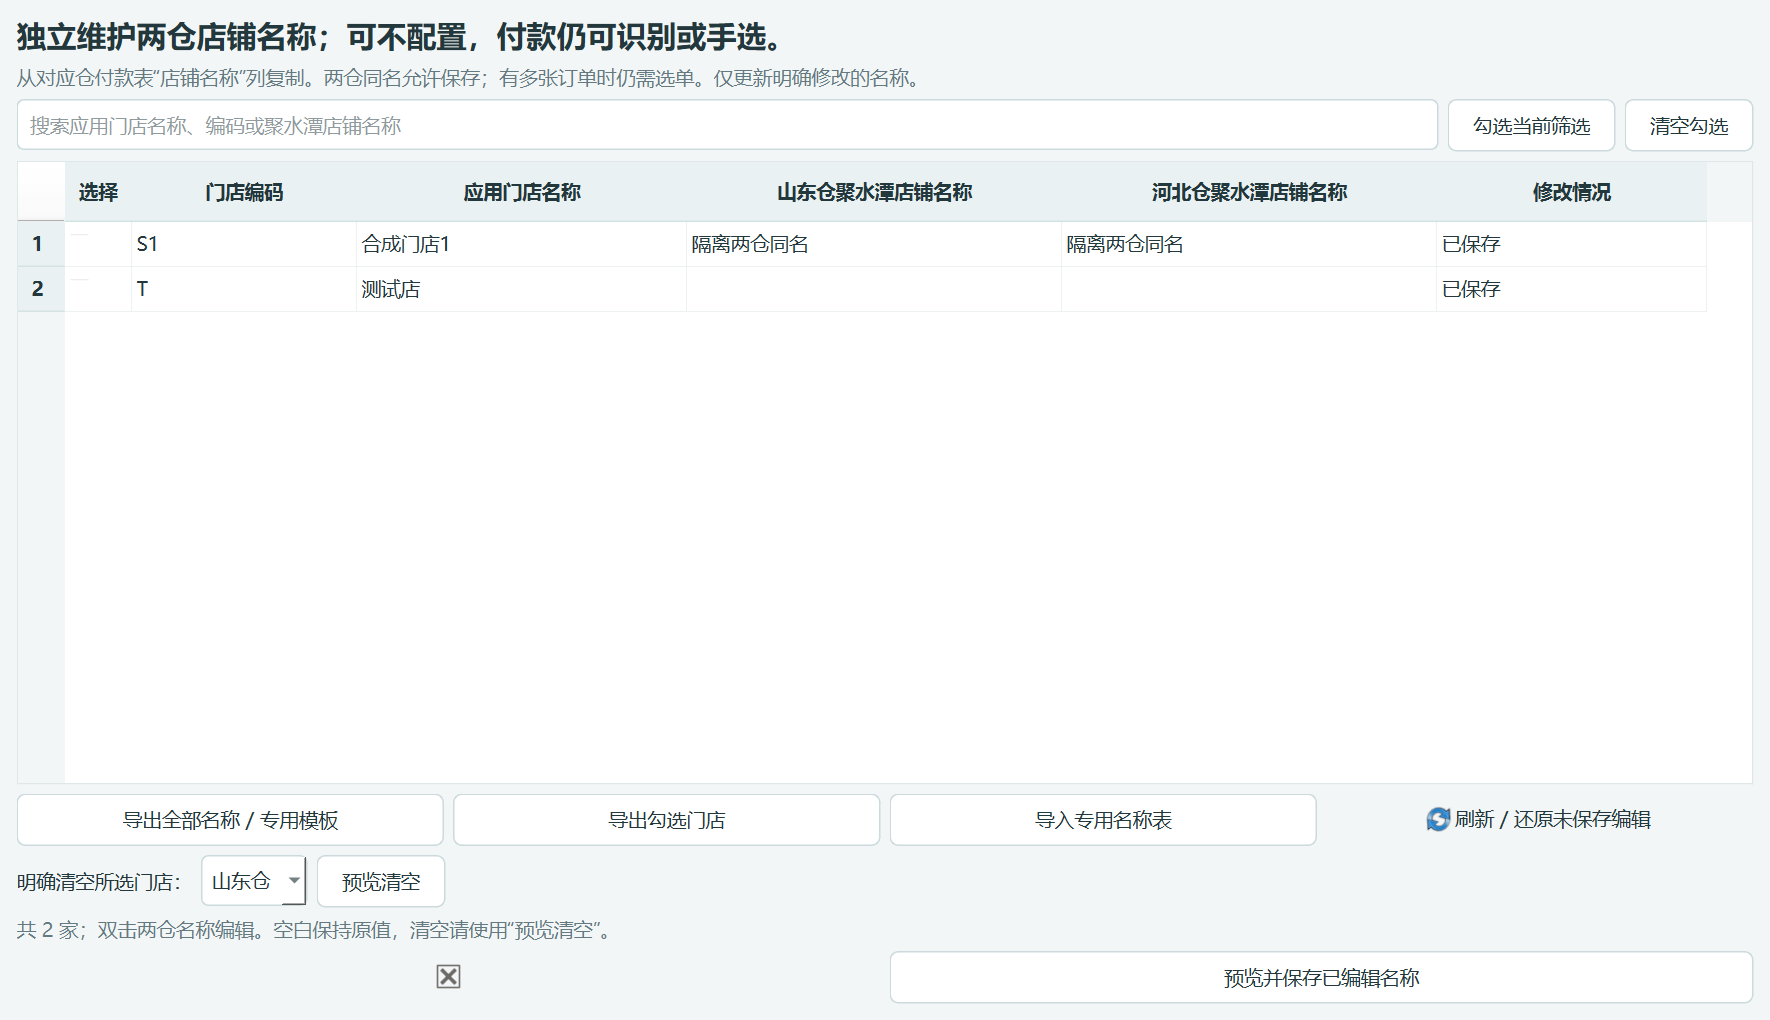 独立维护两仓店铺名称；可不配置，付款仍可识别或手选。
从对应仓付款表“店铺名称”列复制。两仓同名允许保存；有多张订单时仍需选单。仅更新明确修改的名称。
搜索应用门店名称、编码或聚水潭店铺名称 勾选当前筛选 清空勾选
选择 门店编码 应用门店名称 山东仓聚水潭店铺名称 河北仓聚水潭店铺名称 修改情况
1 S1 合成门店1 隔离两仓同名 隔离两仓同名 已保存
2 T 测试店 已保存
导出全部名称 / 专用模板 导出勾选门店 导入专用名称表 刷新 / 还原未保存编辑
明确清空所选门店： 山东仓 预览清空
共 2 家；双击两仓名称编辑。空白保持原值，清空请使用“预览清空”。
预览并保存已编辑名称